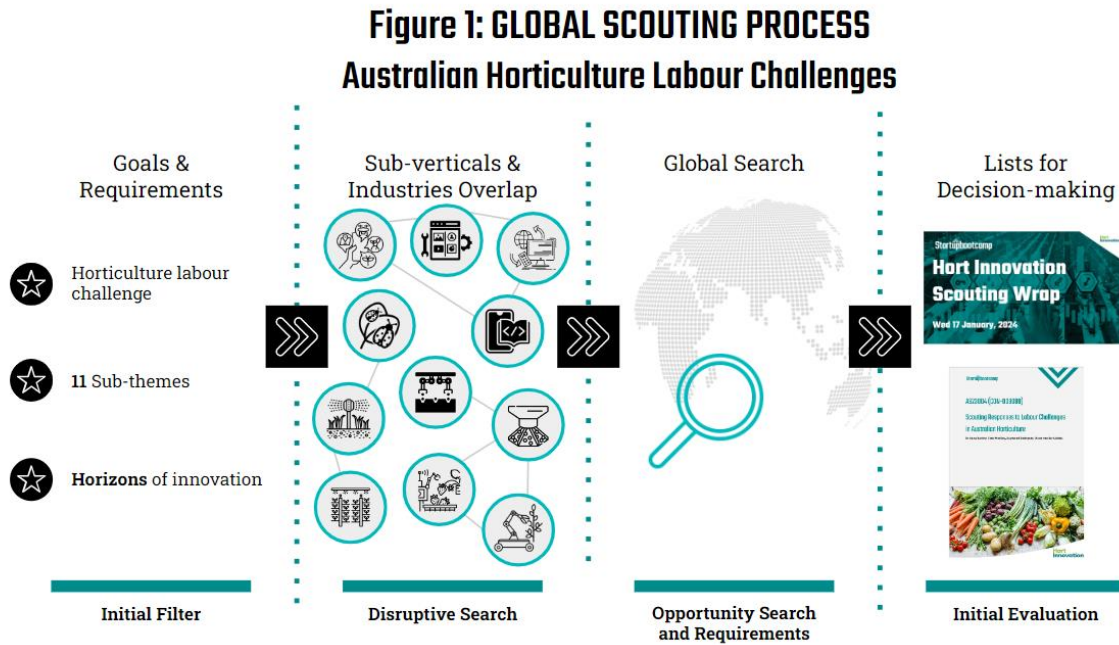 Figure 1: GLOBAL SCOUTING PROCESS
Australian Horticulture Labour Challenges
Goals &
Requirements
Horticulture labour
challenge
11 Sub-themes
Horizons of innovation
Initial Filter
Sub-verticals &
Industries Overlap
Disruptive Search
Global Search
Opportunity Search
and Requirements
Lists for
Decision-making
Startupbootcamp
Hort
Innovation
Hort Innovation
Scouting Wrap
Wed 17 January, 2024
Startupbootcamp
Scouting Responses to Labour Challenges
in Australian Horticulture
Hort
Innovation
Initial Evaluation